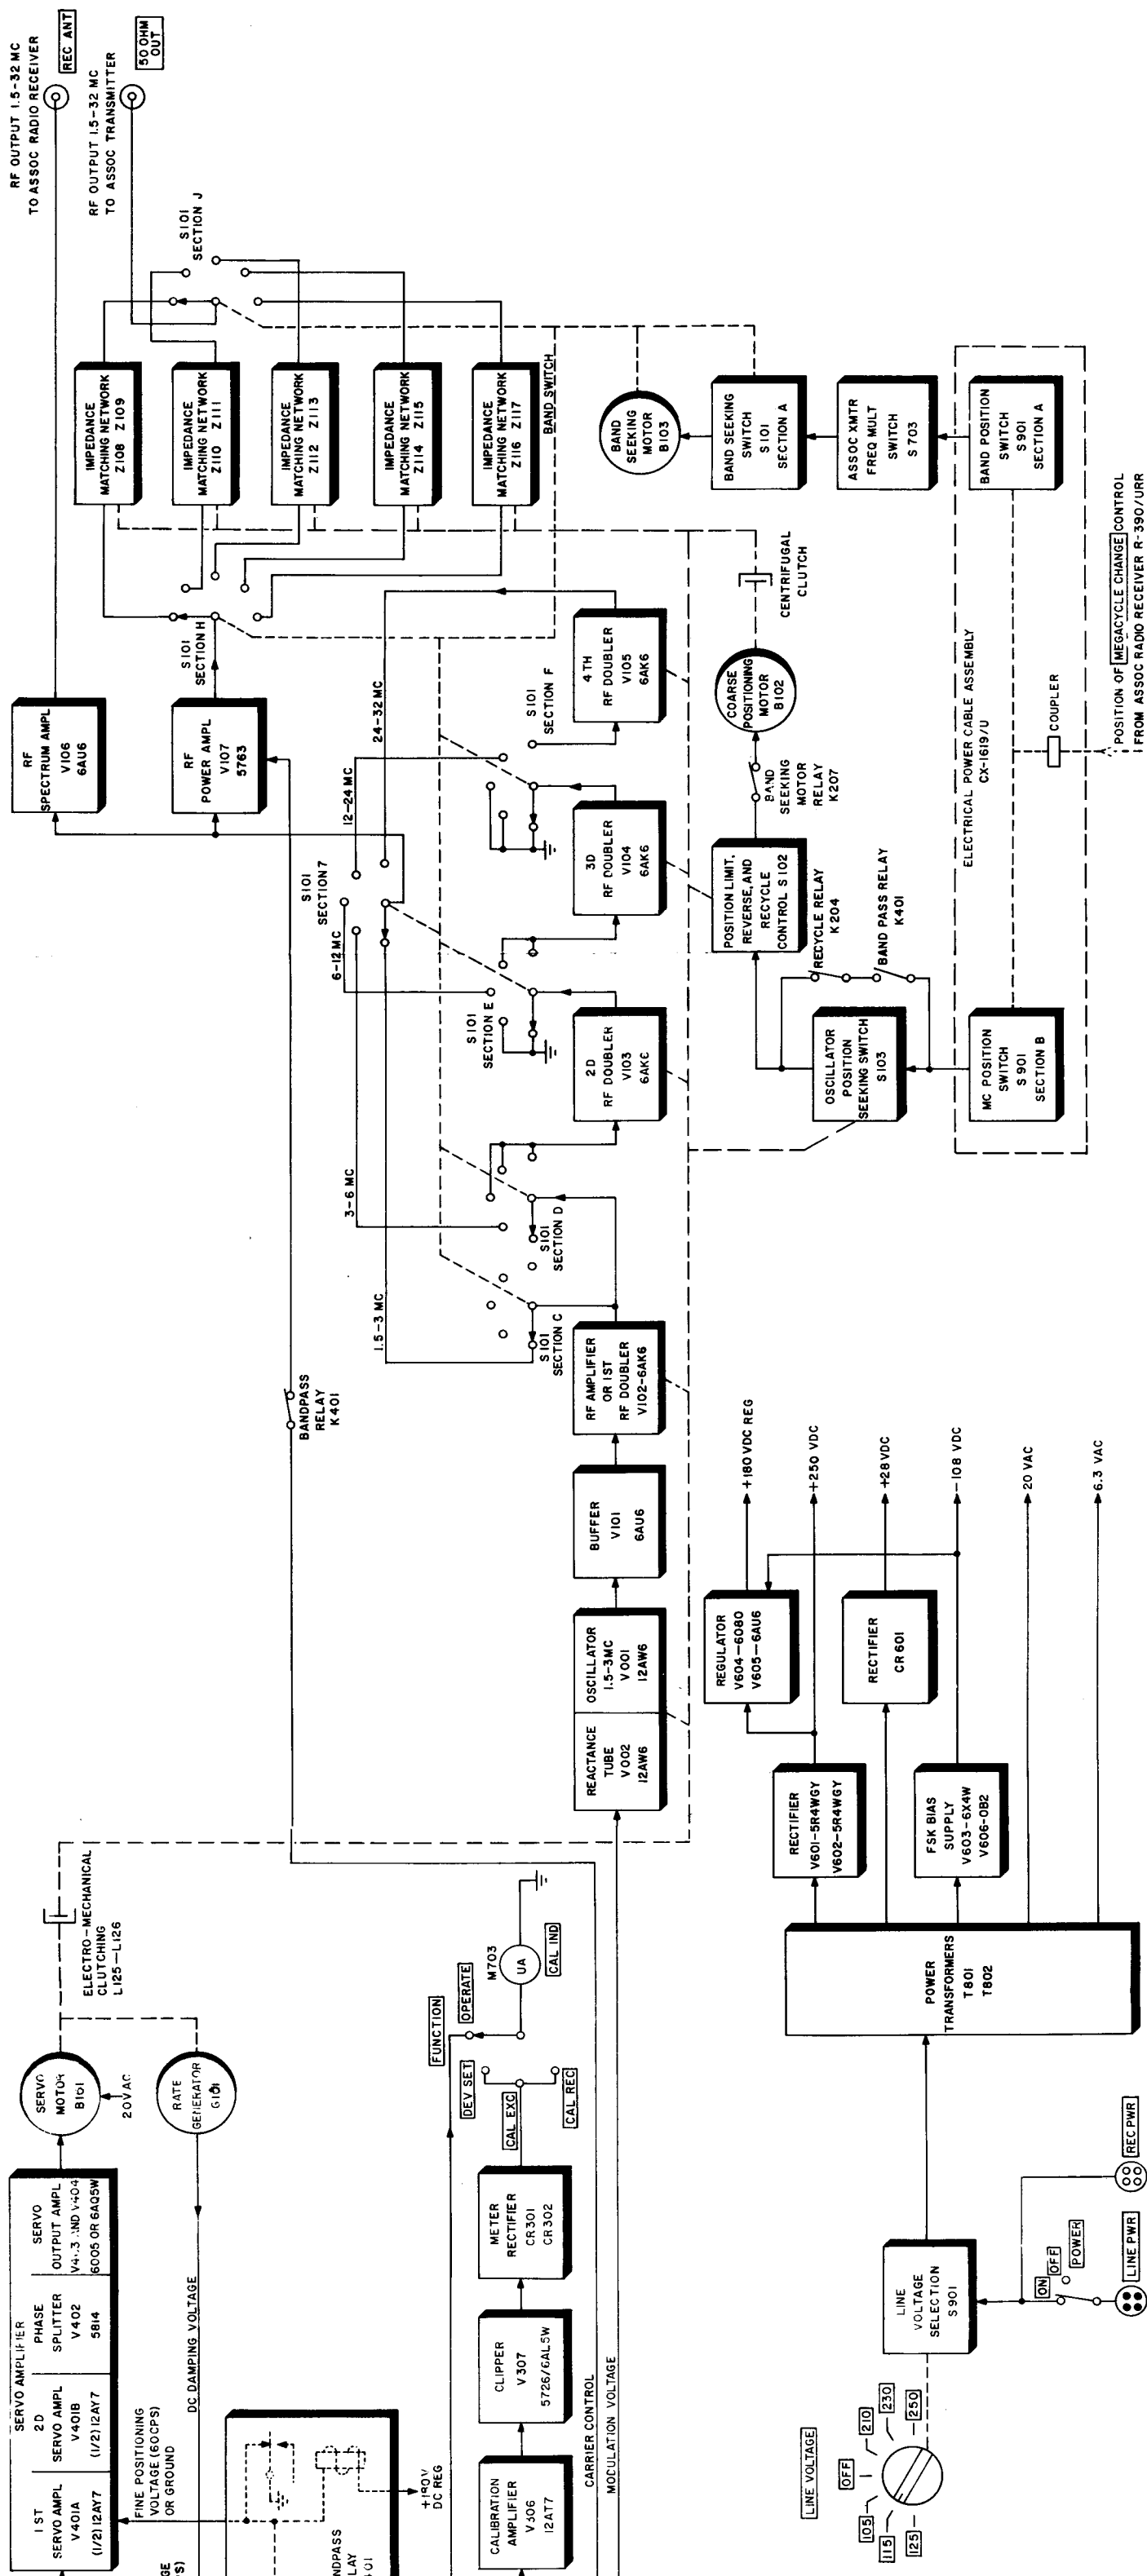 RF OUTPUT 1.5-32 MC
TO ASSOC RADIO RECEIVER
REC ANT
RF OUTPUT 1.5-32 MC
TO ASSOC TRANSMITTER
50 OHM
OUT
S101
SECTION J
IMPEDANCE
MATCHING NETWORK
Z108 Z109
IMPEDANCE
MATCHING NETWORK
Z110 Z111
IMPEDANCE
MATCHING NETWORK
Z112 Z113
IMPEDANCE
MATCHING NETWORK
Z114 Z115
IMPEDANCE
MATCHING NETWORK
Z116 Z117
BAND SWITCH
BAND
SEEKING
MOTOR
B103
BAND SEEKING
SWITCH
S101
SECTION A
ASSOC XMTR
FREQ MULT
SWITCH
S703
BAND POSITION
SWITCH
S901
SECTION A
S101
SECTION H
RF
SPECTRUM AMPL
V106
6AU6
RF
POWER AMPL
V107
5763
24-32 MC
12-24 MC
S101
SECTION 7
6-12 MC
3-6 MC
1.5-3 MC
S101
SECTION F
S101
SECTION E
S101
SECTION D
S101
SECTION C
4TH
RF DOUBLER
V105
6AK6
3D
RF DOUBLER
V104
6AK6
2D
RF DOUBLER
V103
6AK6
RF AMPLIFIER
OR 1ST
RF DOUBLER
V102-6AK6
BUFFER
V101
6AU6
OSCILLATOR
1.5-3MC
V001
12AW6
REACTANCE
TUBE
V002
12AW6
CENTRIFUGAL
CLUTCH
COARSE
POSITIONING
MOTOR
B102
BAND
SEEKING
MOTOR
RELAY
K207
POSITION LIMIT,
REVERSE, AND
RECYCLE
CONTROL S102
RECYCLE RELAY
K204
BAND PASS RELAY
K401
OSCILLATOR
POSITION
SEEKING SWITCH
S103
MC POSITION
SWITCH
S901
SECTION B
ELECTRICAL POWER CABLE ASSEMBLY
CX-1619/U
COUPLER
POSITION OF MEGACYCLE CHANGE CONTROL
FROM ASSOC RADIO RECEIVER R-390/URR
BANDPASS
RELAY
K401
+180 VDC REG
+250 VDC
+28 VDC
-108 VDC
20 VAC
6.3 VAC
REGULATOR
V604-6080
V605-6AU6
RECTIFIER
CR601
RECTIFIER
V601-5R4WGY
V602-5R4WGY
FSK BIAS
SUPPLY
V603-6X4W
V606-0B2
POWER
TRANSFORMERS
T801
T802
ELECTRO-MECHANICAL
CLUTCHING
L125-L126
SERVO
MOTOR
B101
20VAC
RATE
GENERATOR
G101
SERVO AMPLIFIER
1 ST
SERVO AMPL
V401A
(1/2) 12AY7
2D
SERVO AMPL
V401B
(1/2) 12AY7
PHASE
SPLITTER
V402
5814
SERVO
OUTPUT AMPL
V403 AND V404
6005 OR 6AQ5W
DC DAMPING VOLTAGE
FINE POSITIONING
VOLTAGE (60CPS)
OR GROUND
+180V
DC REG
FUNCTION
OPERATE
DEV SET
CAL EXC
CAL REC
M703
UA
CAL IND
METER
RECTIFIER
CR301
CR302
CLIPPER
V307
5726/6AL5W
CALIBRATION
AMPLIFIER
V306
12AT7
CARRIER CONTROL
MODULATION VOLTAGE
LINE
VOLTAGE
SELECTION
S901
ON
OFF
POWER
REC PWR
LINE PWR
LINE VOLTAGE
OFF
105
115
125
210
230
250